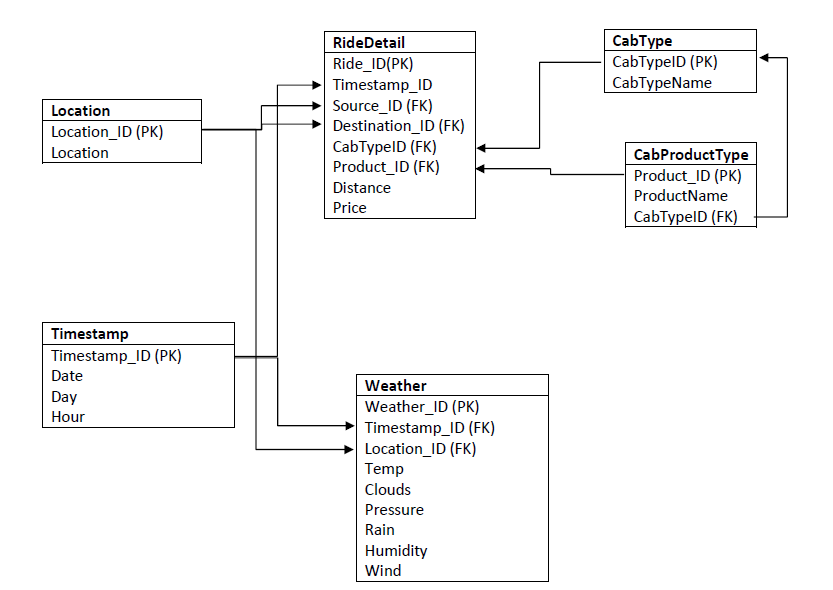 RideDetail
Ride_ID(PK)
Timestamp_ID
Source_ID (FK)
Destination_ID (FK)
CabTypeID (FK)
Product_ID (FK)
Distance
Price
CabType
CabTypeID (PK)
CabTypeName
Location
Location_ID (PK)
Location
CabProductType
Product_ID (PK)
ProductName
CabTypeID (FK)
Timestamp
Timestamp_ID (PK)
Date
Day
Hour
Weather
Weather_ID (PK)
Timestamp_ID (FK)
Location_ID (FK)
Temp
Clouds
Pressure
Rain
Humidity
Wind